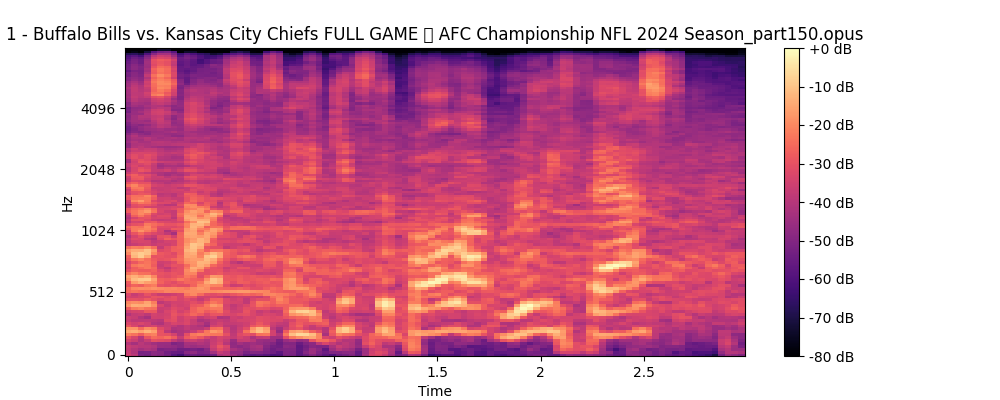 1 - Buffalo Bills vs. Kansas City Chiefs FULL GAME  AFC Championship NFL 2024 Season_part150.opus
+0 dB
-10 dB
-20 dB
-30 dB
-40 dB
-50 dB
-60 dB
-70 dB
-80 dB
4096
2048
1024
512
0
Hz
0
0.5
1
1.5
2
2.5
Time